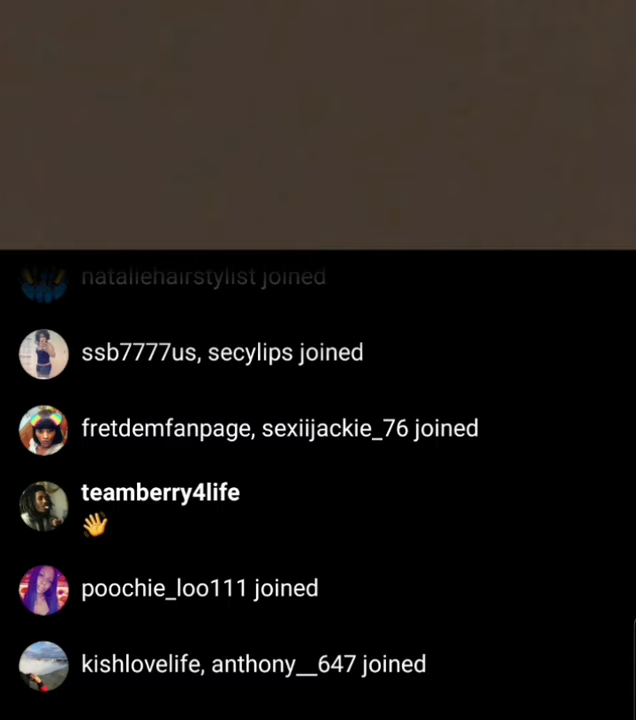 nataliehairstylist joined
ssb7777us, secylips joined
fretdemfanpage, sexiijackie_76 joined
teamberry4life
👋
poochie_loo111 joined
kishlovelife, anthony__647 joined